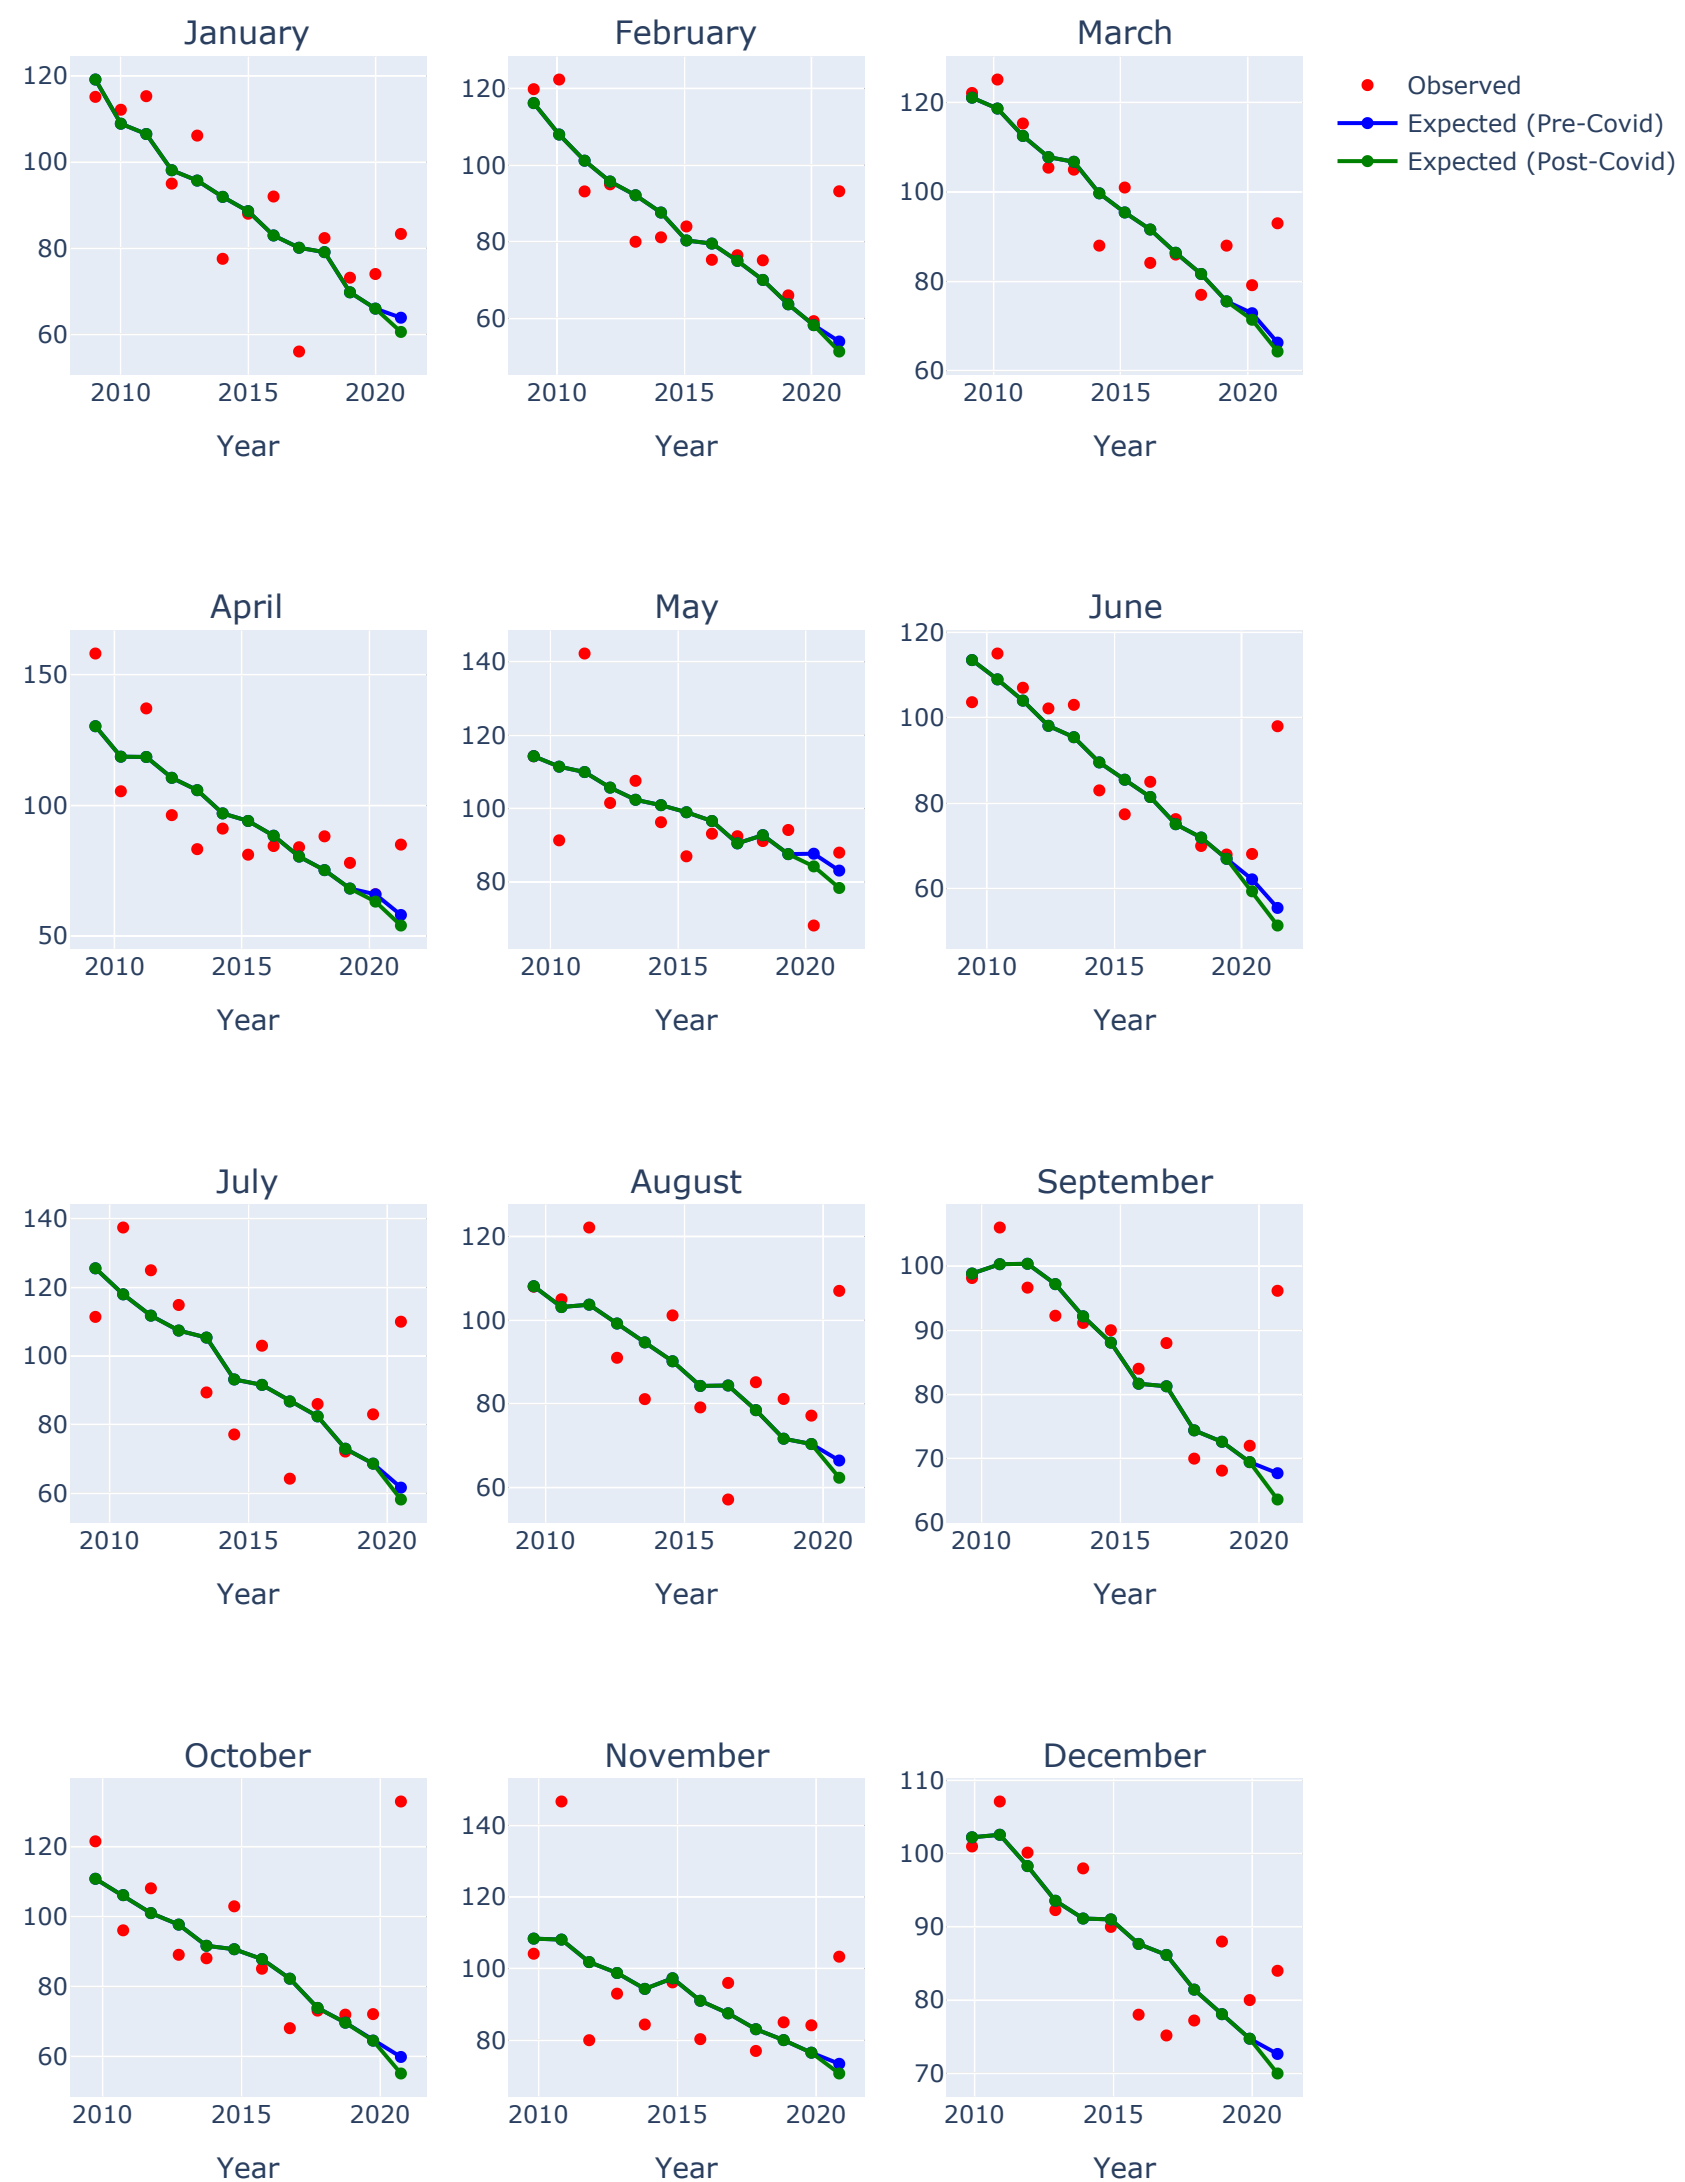 January
February
March
Observed
Expected (Pre-Covid)
Expected (Post-Covid)
120
100
80
60
120
100
80
60
120
100
80
60
2010 2015 2020
2010 2015 2020
2010 2015 2020
Year
Year
Year
April
May
June
150
100
50
140
120
100
80
120
100
80
60
2010 2015 2020
2010 2015 2020
2010 2015 2020
Year
Year
Year
July
August
September
140
120
100
80
60
120
100
80
60
100
90
80
70
60
2010 2015 2020
2010 2015 2020
2010 2015 2020
Year
Year
Year
October
November
December
120
100
80
60
140
120
100
80
110
100
90
80
70
2010 2015 2020
2010 2015 2020
2010 2015 2020
Year
Year
Year